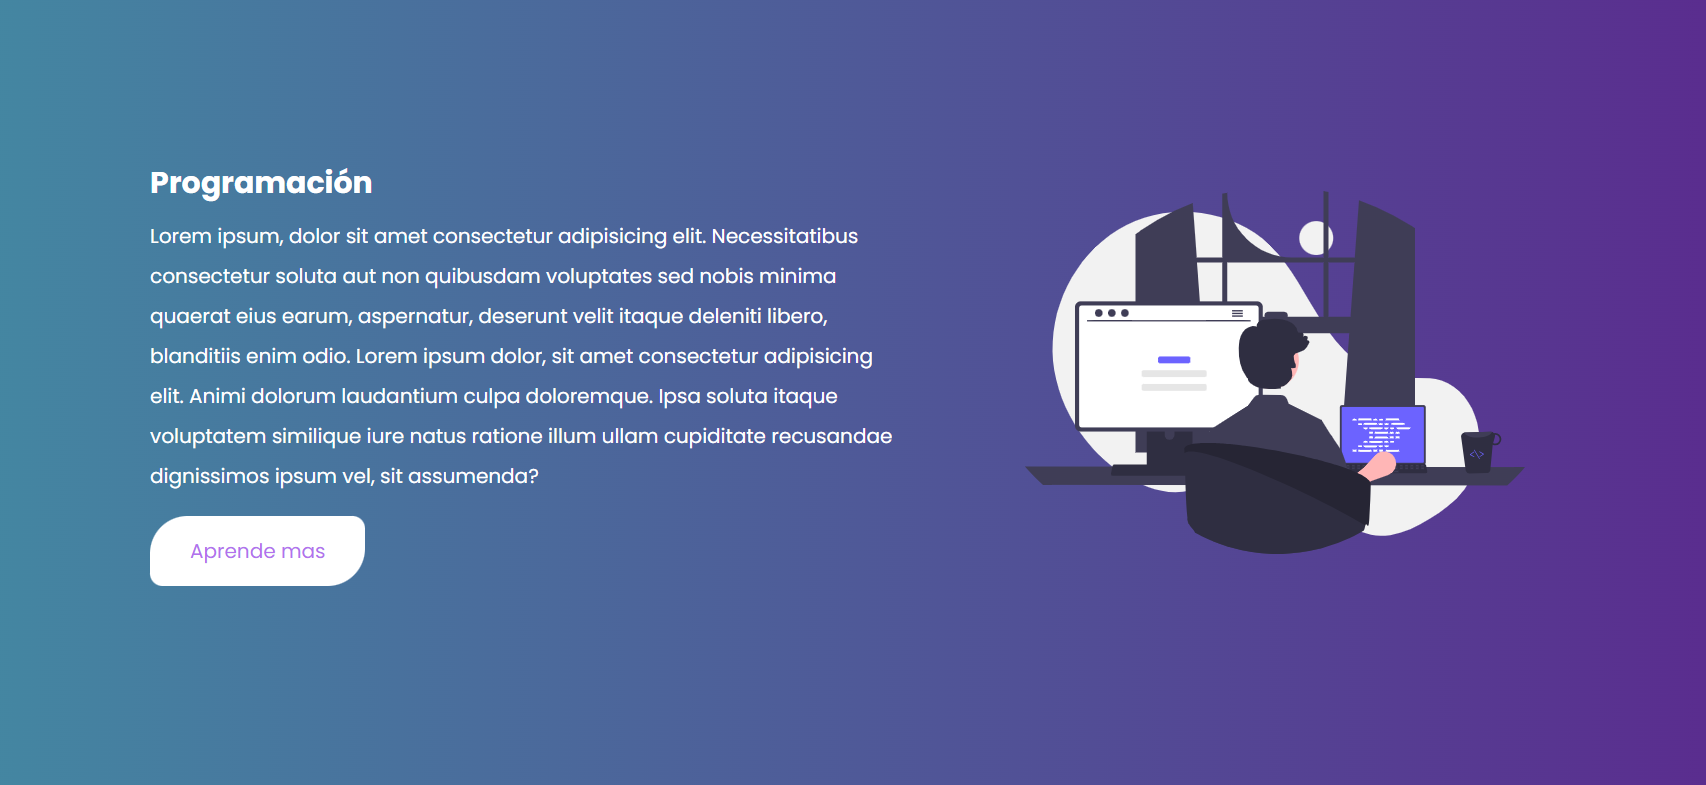 Programación
Lorem ipsum, dolor sit amet consectetur adipisicing elit. Necessitatibus
consectetur soluta aut non quibusdam voluptates sed nobis minima
quaerat eius earum, aspernatur, deserunt velit itaque deleniti libero,
blanditiis enim odio. Lorem ipsum dolor, sit amet consectetur adipisicing
elit. Animi dolorum laudantium culpa doloremque. Ipsa soluta itaque
voluptatem similique iure natus ratione illum ullam cupiditate recusandae
dignissimos ipsum vel, sit assumenda?
Aprende mas